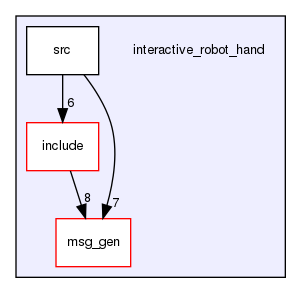 src
interactive_robot_hand
6
include
8
7
msg_gen